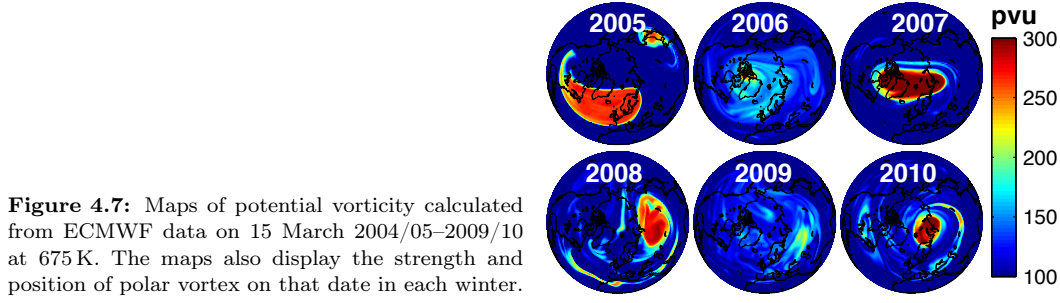 2005 2006 2007
2008 2009 2010
pvu
300
250
200
150
100
Figure 4.7: Maps of potential vorticity calculated
from ECMWF data on 15 March 2004/05–2009/10
at 675 K. The maps also display the strength and
position of polar vortex on that date in each winter.